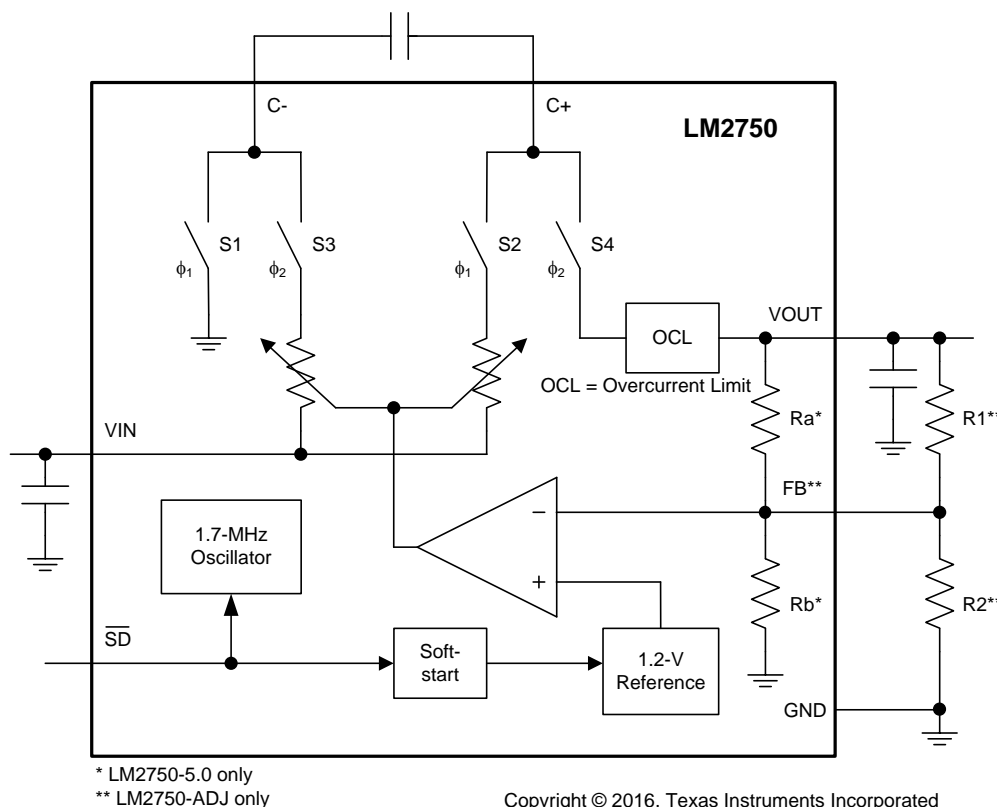 C-
C+
LM2750
S1
S3
S2
S4
ϕ1
ϕ2
ϕ1
ϕ2
OCL
VOUT
OCL = Overcurrent Limit
Ra*
R1**
VIN
FB**
1.7-MHz
Oscillator
−
+
Rb*
R2**
SD
Soft-
start
1.2-V
Reference
GND
* LM2750-5.0 only
** LM2750-ADJ only
Copyright © 2016, Texas Instruments Incorporated